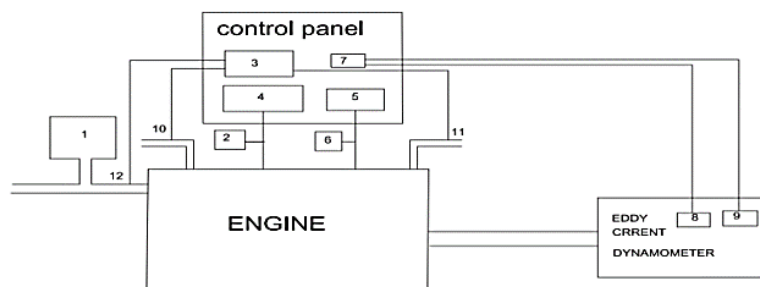 control panel
3
7
4
5
1
10
2
6
11
12
ENGINE
EDDY 8 9
CRRENT
DYNAMOMETER